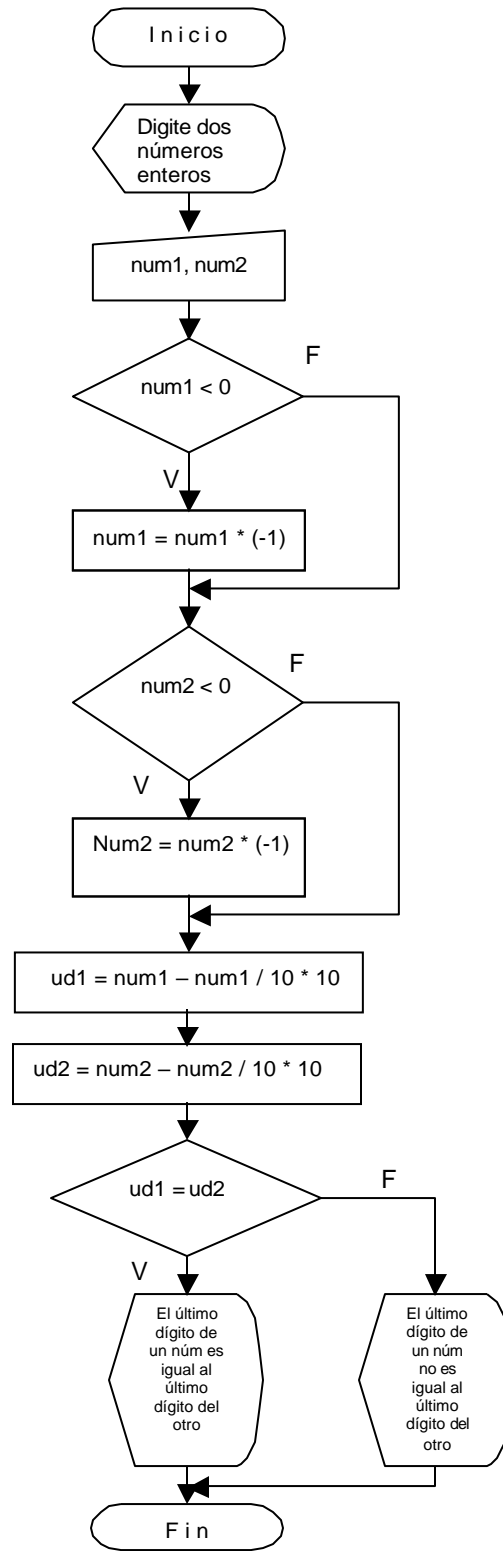 Inicio
Digite dos
números
enteros
num1, num2
F
num1 < 0
V
num1 = num1 * (-1)
F
num2 < 0
V
Num2 = num2 * (-1)
ud1 = num1 – num1 / 10 * 10
ud2 = num2 – num2 / 10 * 10
ud1 = ud2
F
V
El último
dígito de
un núm es
igual al
último
dígito del
otro
El último
dígito de
un núm
no es
igual al
último
dígito del
otro
Fin